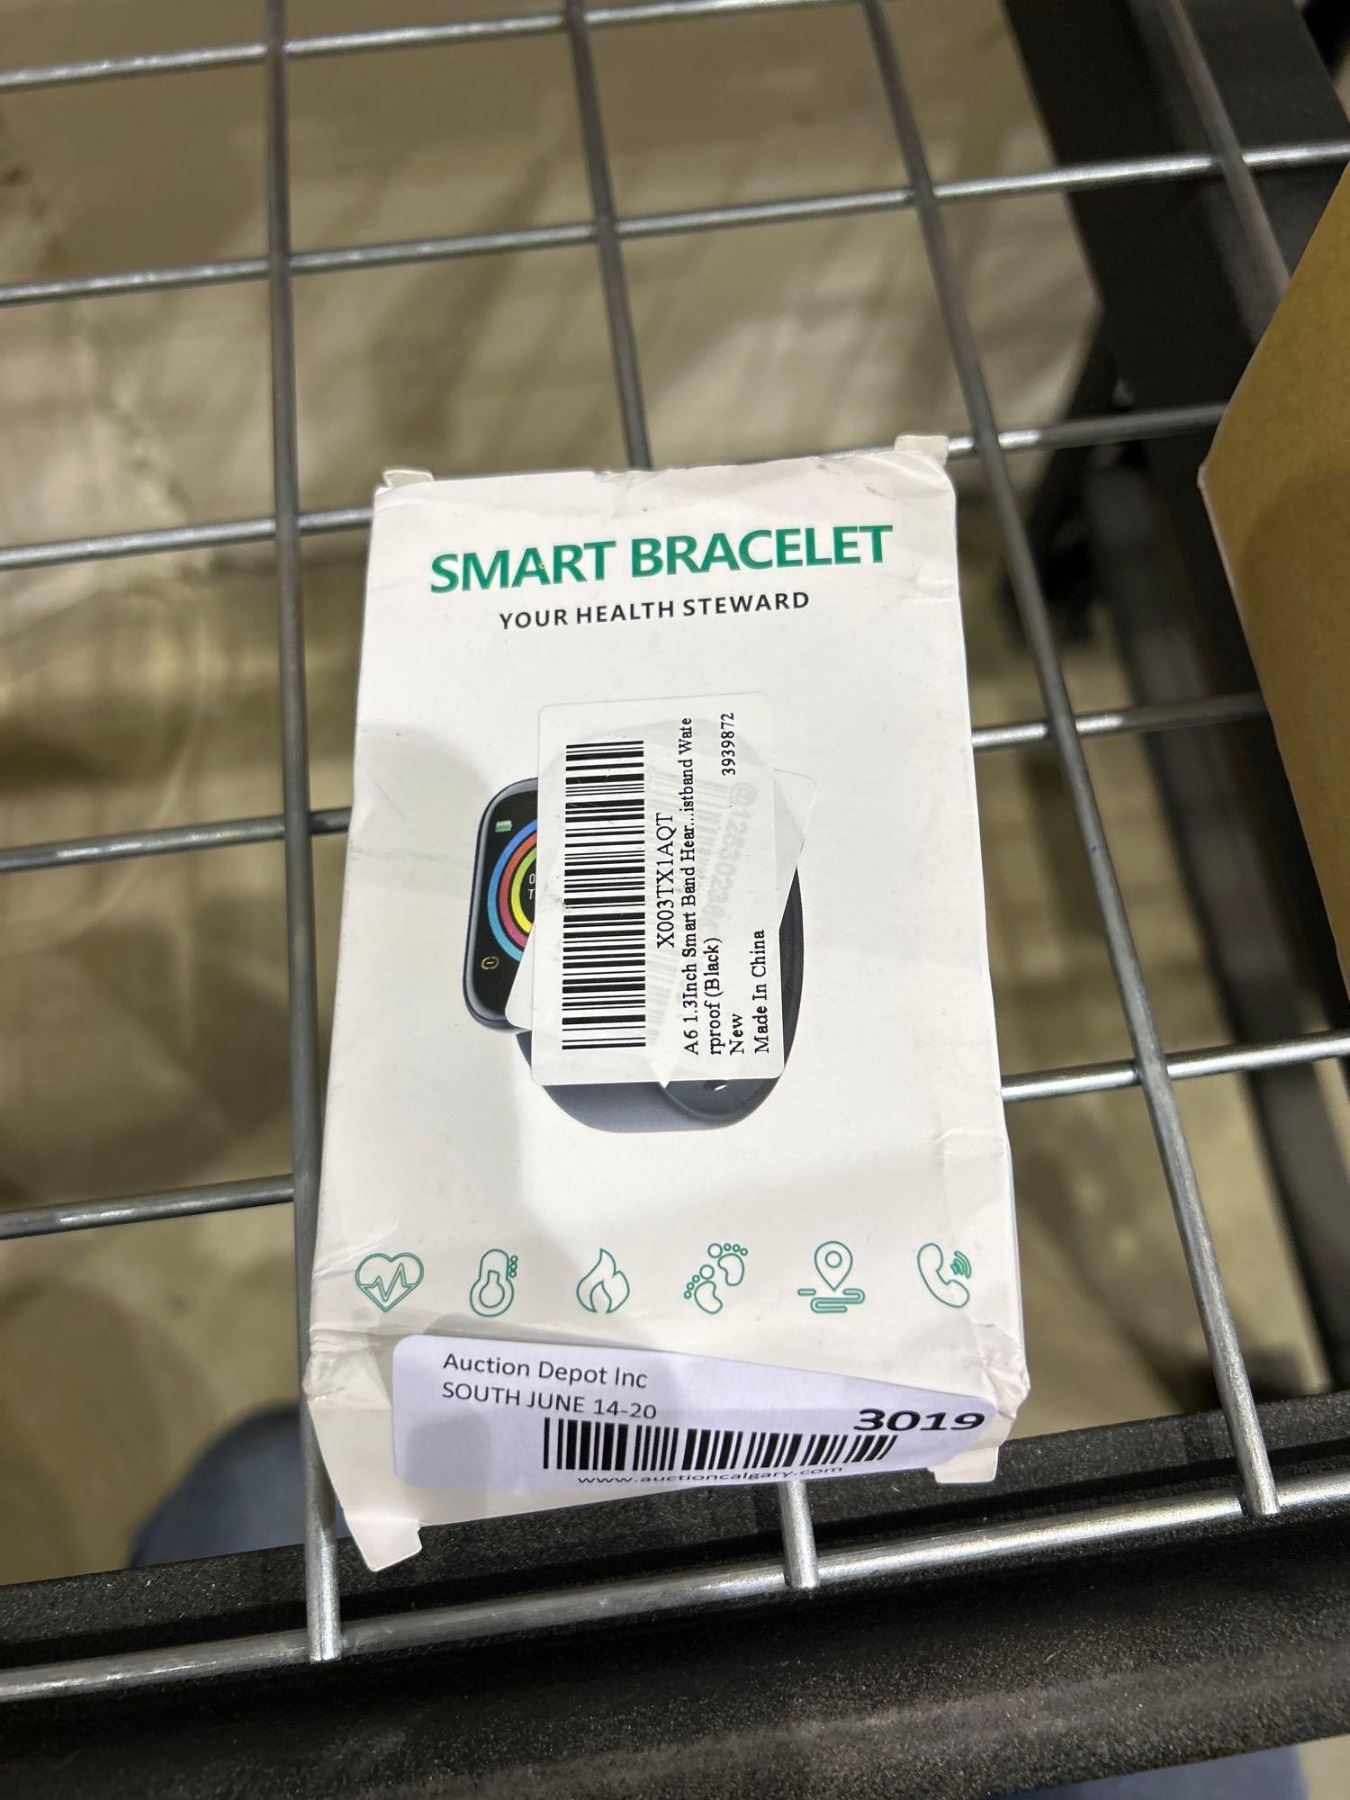 SMART BRACELET
YOUR HEALTH STEWARD
X003TX1AQT
A6 1.3Inch Smart Band Hear...istband Wate
rproof (Black)
3939872
New
Made In China
Auction Depot Inc
SOUTH JUNE 14-20
3019
www.auctioncalgary.com